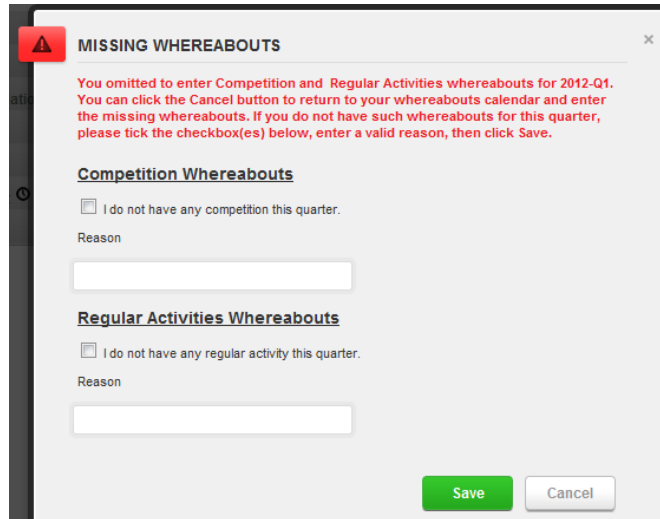 MISSING WHEREABOUTS
×
You omitted to enter Competition and Regular Activities whereabouts for 2012-Q1.
You can click the Cancel button to return to your whereabouts calendar and enter
the missing whereabouts. If you do not have such whereabouts for this quarter,
please tick the checkbox(es) below, enter a valid reason, then click Save.
Competition Whereabouts
I do not have any competition this quarter.
Reason
Regular Activities Whereabouts
I do not have any regular activity this quarter.
Reason
Save Cancel